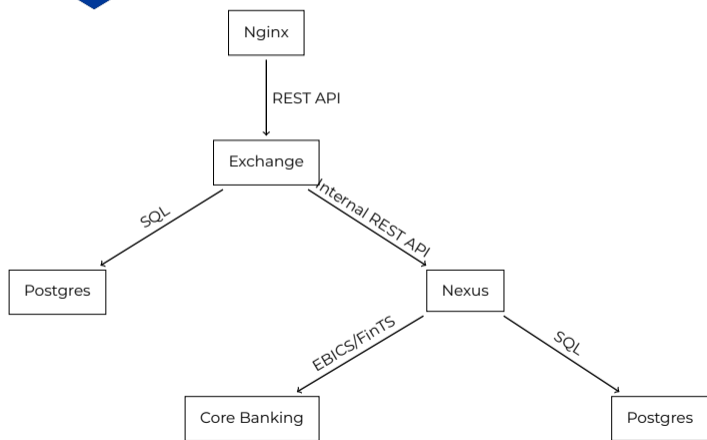 Nginx
REST API
Exchange
SQL
Internal REST API
Postgres
Nexus
EBICS/FinTS
SQL
Core Banking
Postgres